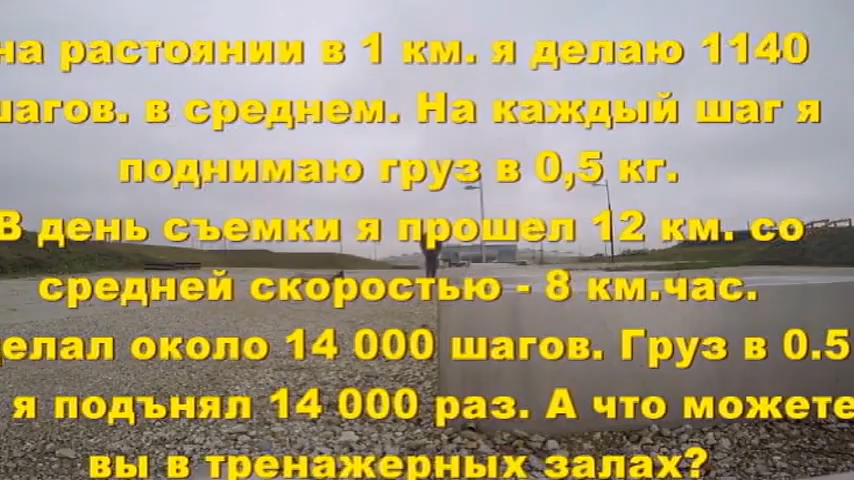 на растоянии в 1 км. я делаю 1140
шагов. в среднем. На каждый шаг я
поднимаю груз в 0,5 кг.
В день съемки я прошел 12 км. со
средней скоростью - 8 км.час.
делал около 14 000 шагов. Груз в 0.5
я подънял 14 000 раз. А что можете
вы в тренажерных залах?